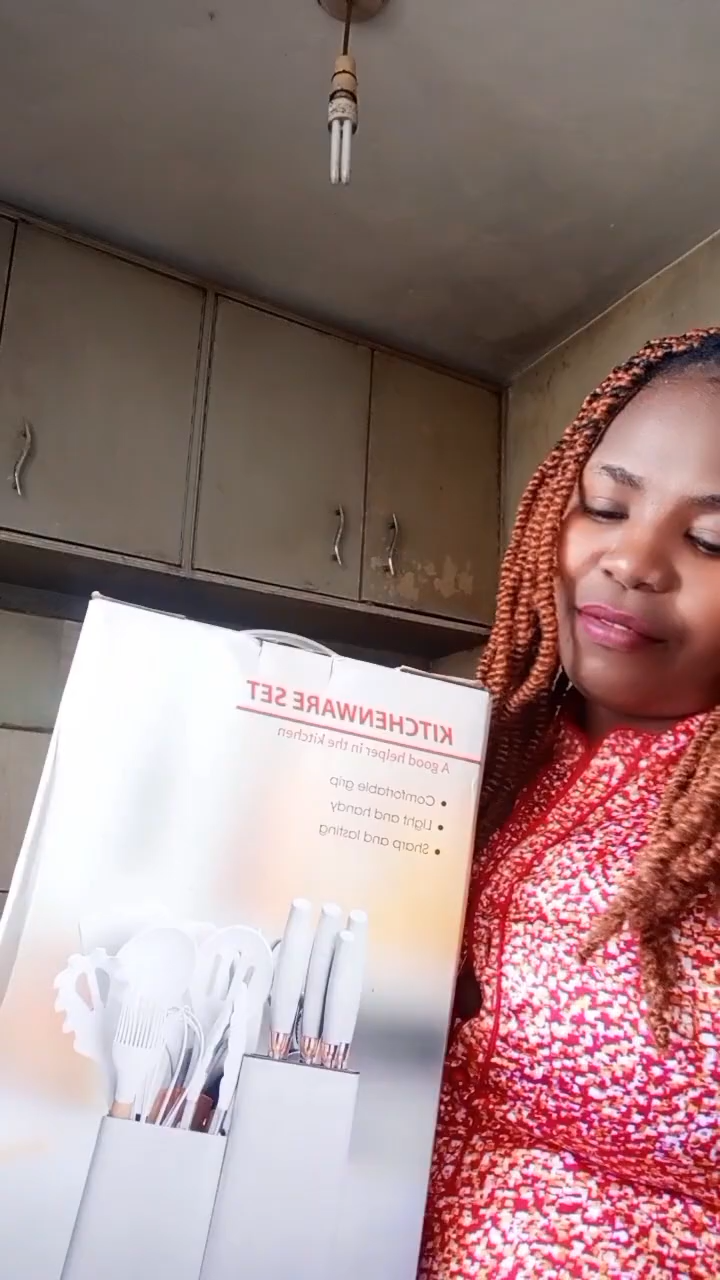 KITCHENWARE SET
A good helper in the kitchen
• Comfortable grip
• Light and handy
• Sharp and lasting